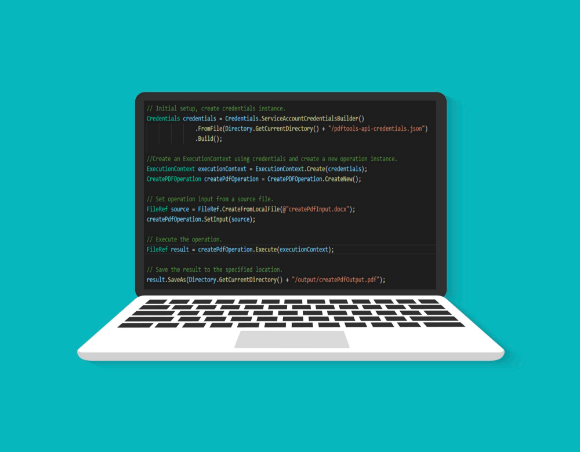 // Initial setup, create credentials instance.
Credentials credentials = Credentials.ServiceAccountCredentialsBuilder()
.FromFile(Directory.GetCurrentDirectory() + "/pdftools-api-credentials.json")
.Build();
//Create an ExecutionContext using credentials and create a new operation instance.
ExecutionContext executionContext = ExecutionContext.Create(credentials);
CreatePDFOperation createPdfOperation = CreatePDFOperation.CreateNew();
// Set operation input from a source file.
FileRef source = FileRef.CreateFromLocalFile(@"createPdfInput.docx");
createPdfOperation.SetInput(source);
// Execute the operation.
FileRef result = createPdfOperation.Execute(executionContext);
// Save the result to the specified location.
result.SaveAs(Directory.GetCurrentDirectory() + "/output/createPdfOutput.pdf");